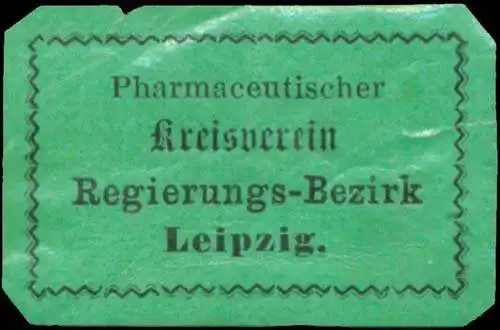 Pharmaceutischer
Kreisverein
Regierungs-Bezirk
Leipzig.